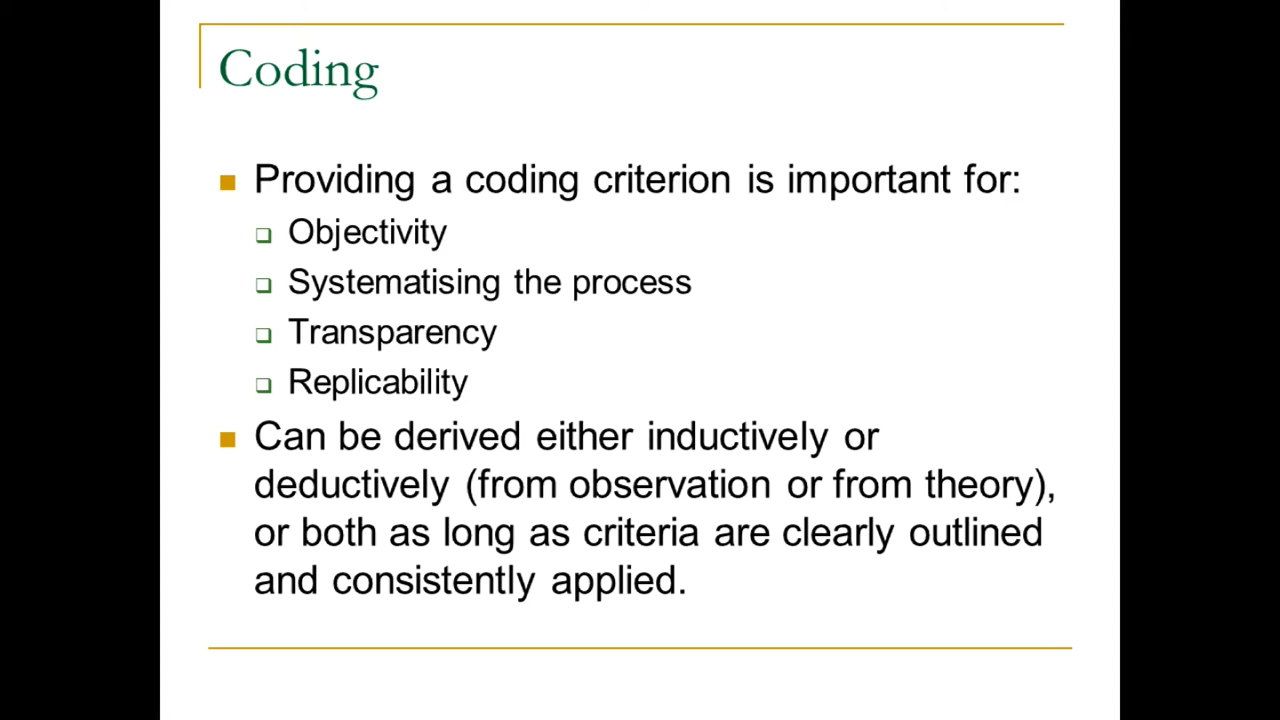 Coding
Providing a coding criterion is important for:
Objectivity
Systematising the process
Transparency
Replicability
Can be derived either inductively or
deductively (from observation or from theory),
or both as long as criteria are clearly outlined
and consistently applied.